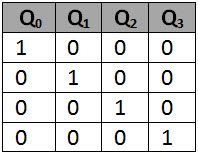 Q0 Q1 Q2 Q3
1 0 0 0
0 1 0 0
0 0 1 0
0 0 0 1